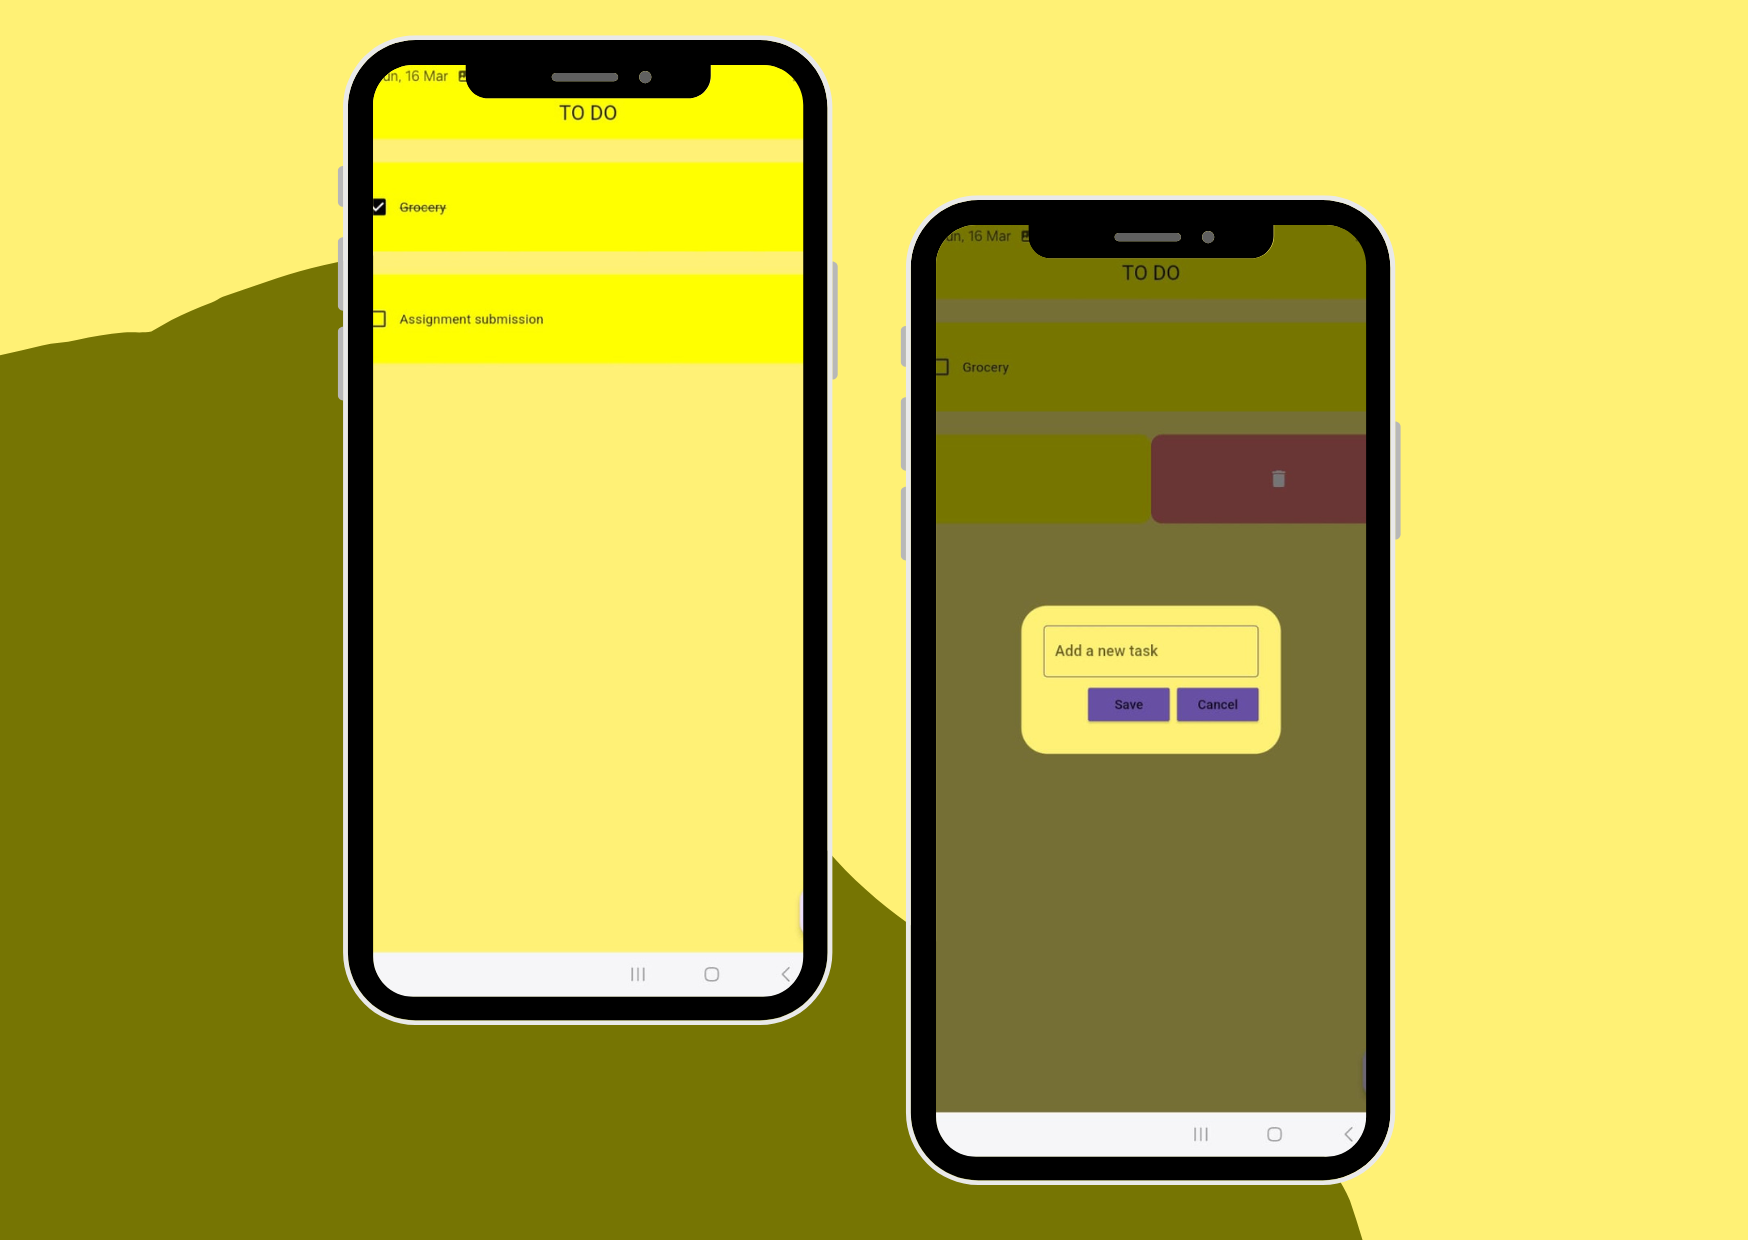 un, 16 Mar
TO DO
Grocery
Assignment submission
un, 16 Mar
TO DO
Grocery
Add a new task
Save Cancel